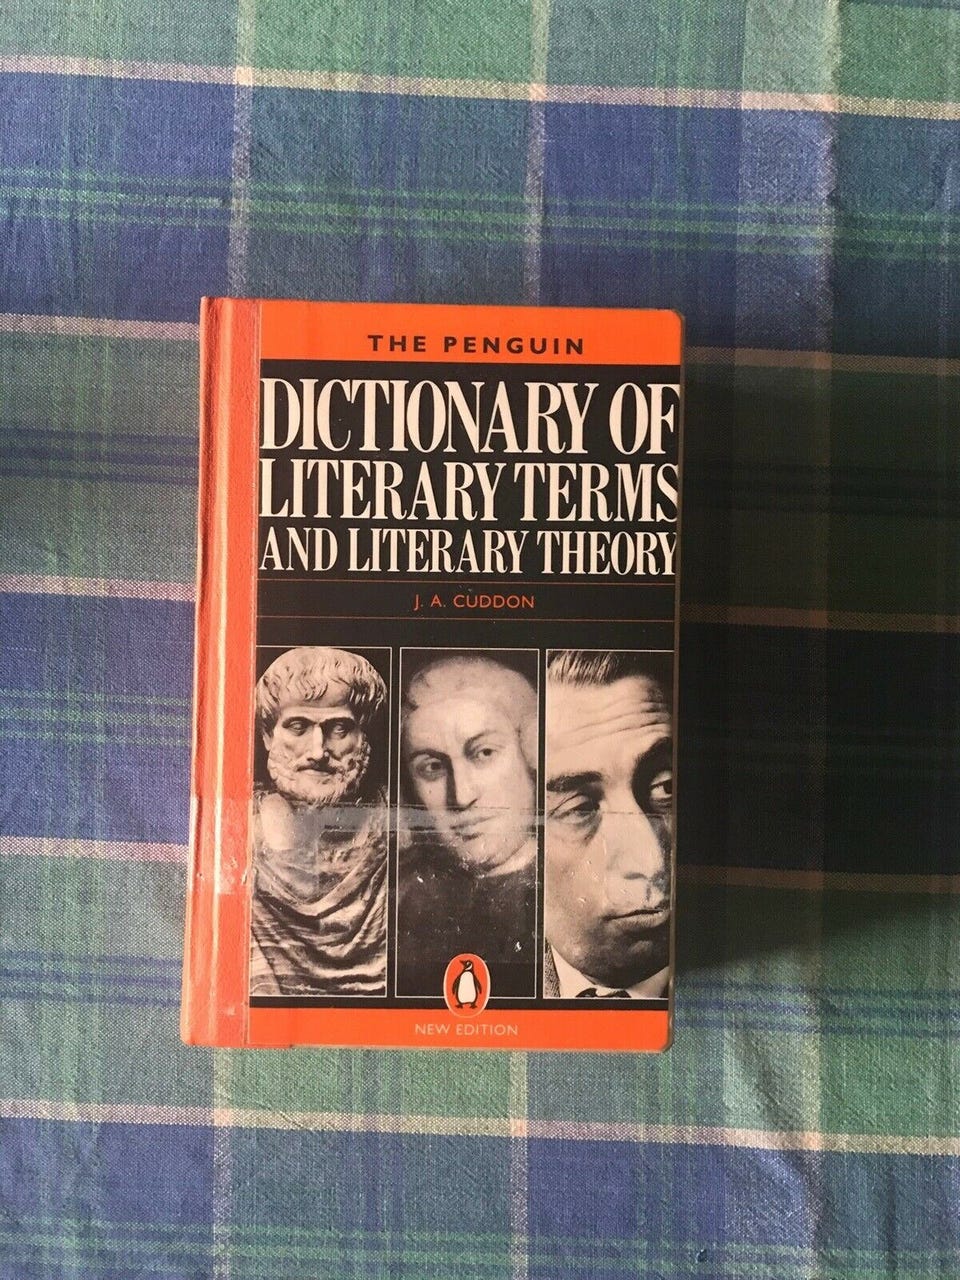 THE PENGUIN
DICTIONARY OF
LITERARY TERMS
AND LITERARY THEORY
J. A. CUDDON
NEW EDITION